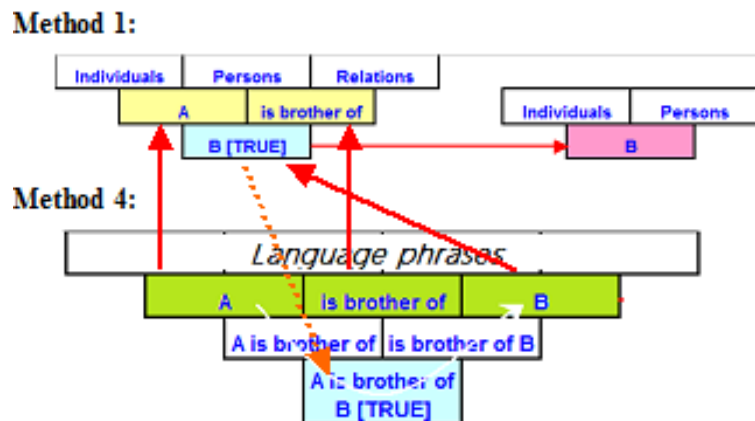 Method 1:
Individuals Persons Relations
A is brother of Individuals Persons
B [TRUE] B
Method 4:
Language phrases
A is brother of B
A is brother of is brother of B
A is brother of
B [TRUE]